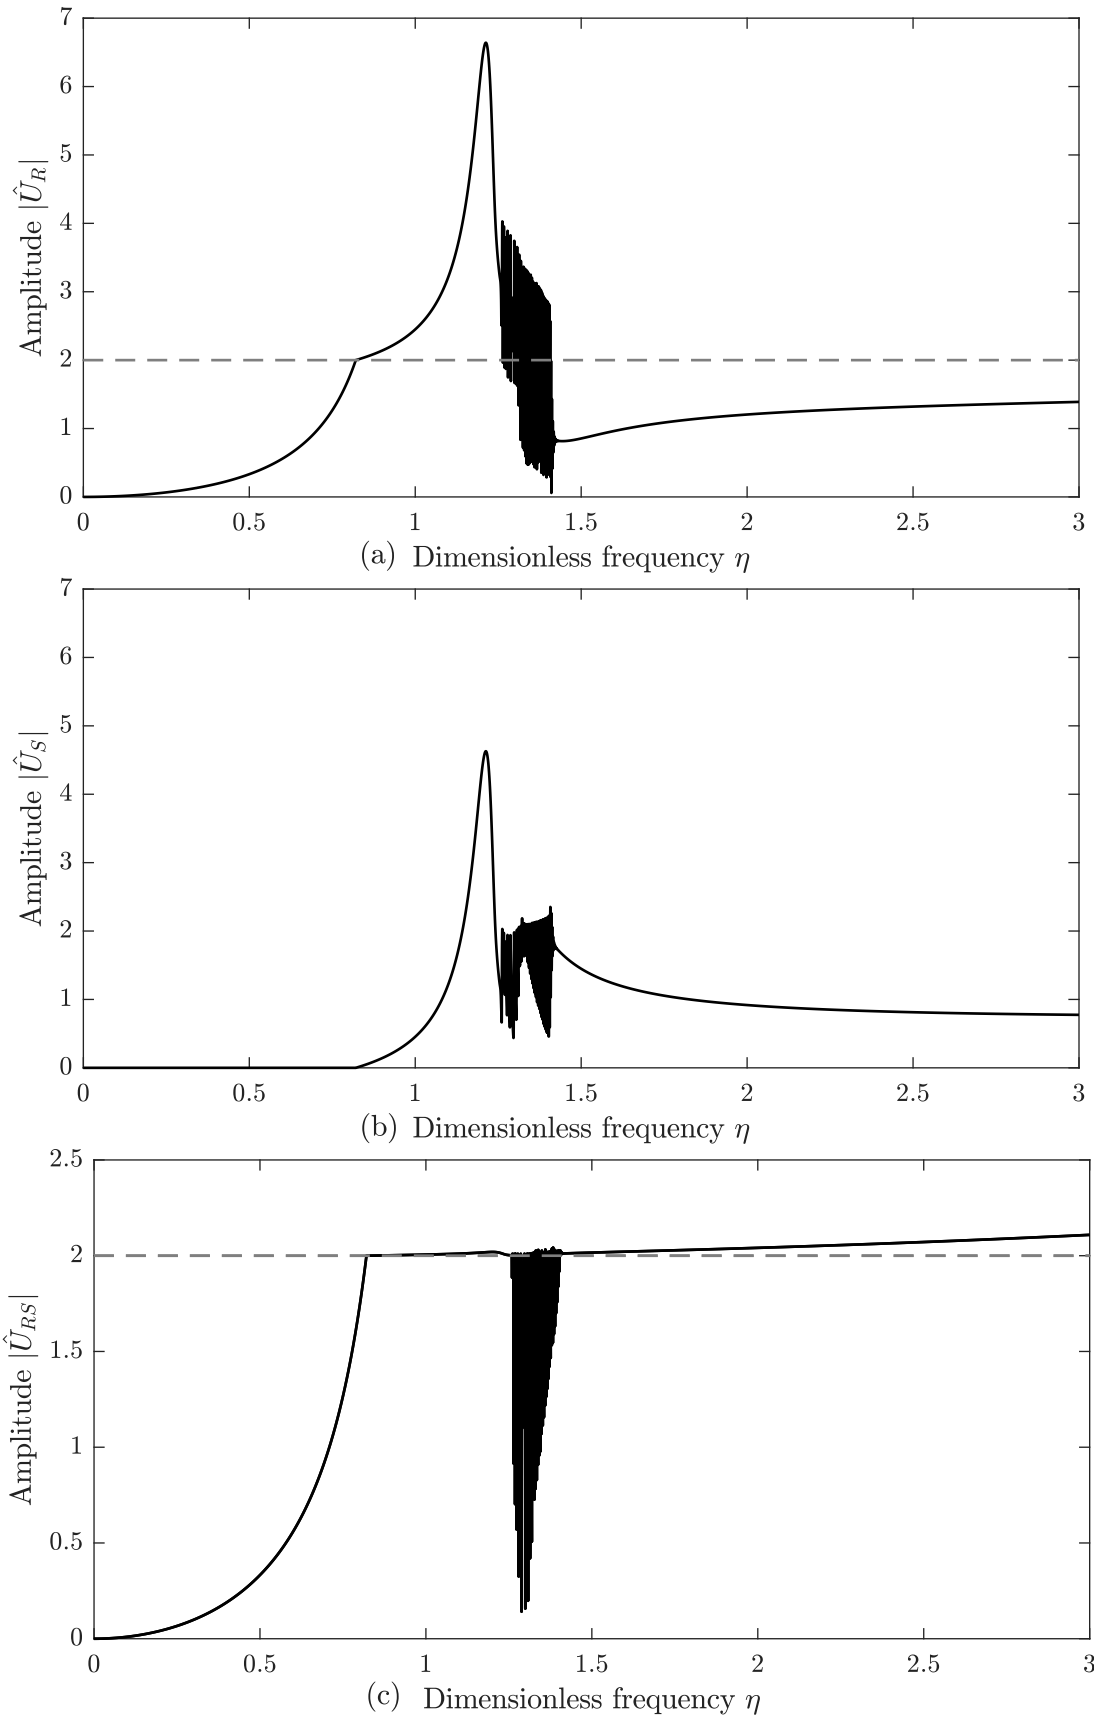 7
6
5
4
3
2
1
0
Amplitude |Û_R|
0 0.5 1 1.5 2 2.5 3
(a) Dimensionless frequency η
7
6
5
4
3
2
1
0
Amplitude |Û_S|
0 0.5 1 1.5 2 2.5 3
(b) Dimensionless frequency η
2.5
2
1.5
1
0.5
0
Amplitude |Û_RS|
0 0.5 1 1.5 2 2.5 3
(c) Dimensionless frequency η